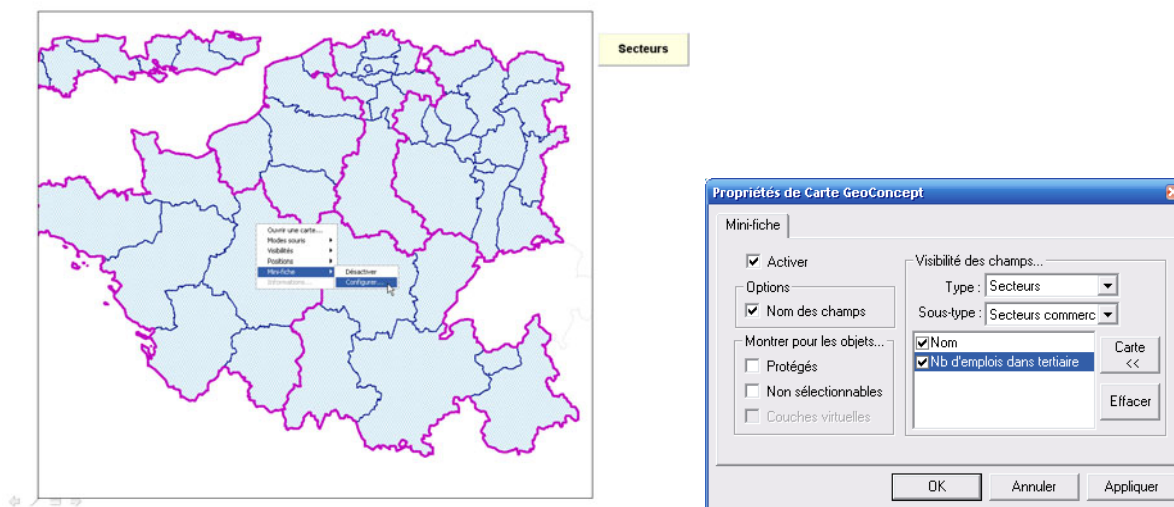 Secteurs
Ouvrir une carte...
Modes souris
Visibilités
Positions
Mini-fiche
Informations...
Désactiver
Configurer...
Propriétés de Carte GeoConcept
Mini-fiche
Activer
Options
Nom des champs
Montrer pour les objets...
Protégés
Non sélectionnables
Couches virtuelles
Visibilité des champs...
Type : Secteurs
Sous-type : Secteurs commerc
Nom
Nb d'emplois dans tertiaire
Carte
<<
Effacer
OK
Annuler
Appliquer